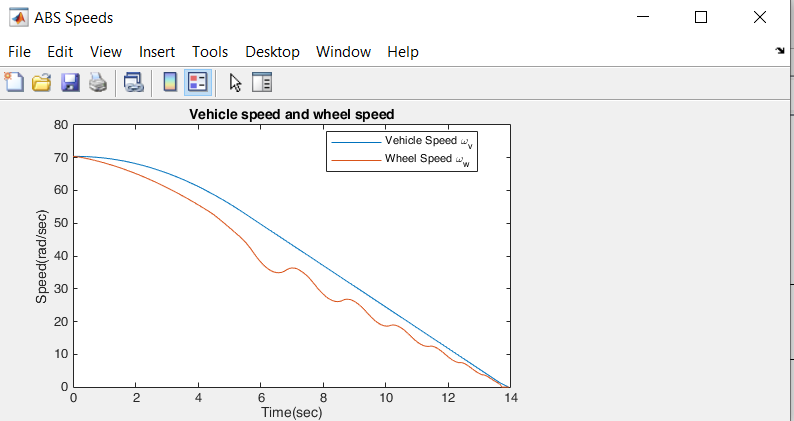 ABS Speeds
File Edit View Insert Tools Desktop Window Help
Vehicle speed and wheel speed
Vehicle Speed ω_v
Wheel Speed ω_w
80
70
60
50
40
30
20
10
0
Speed(rad/sec)
0 2 4 6 8 10 12 14
Time(sec)